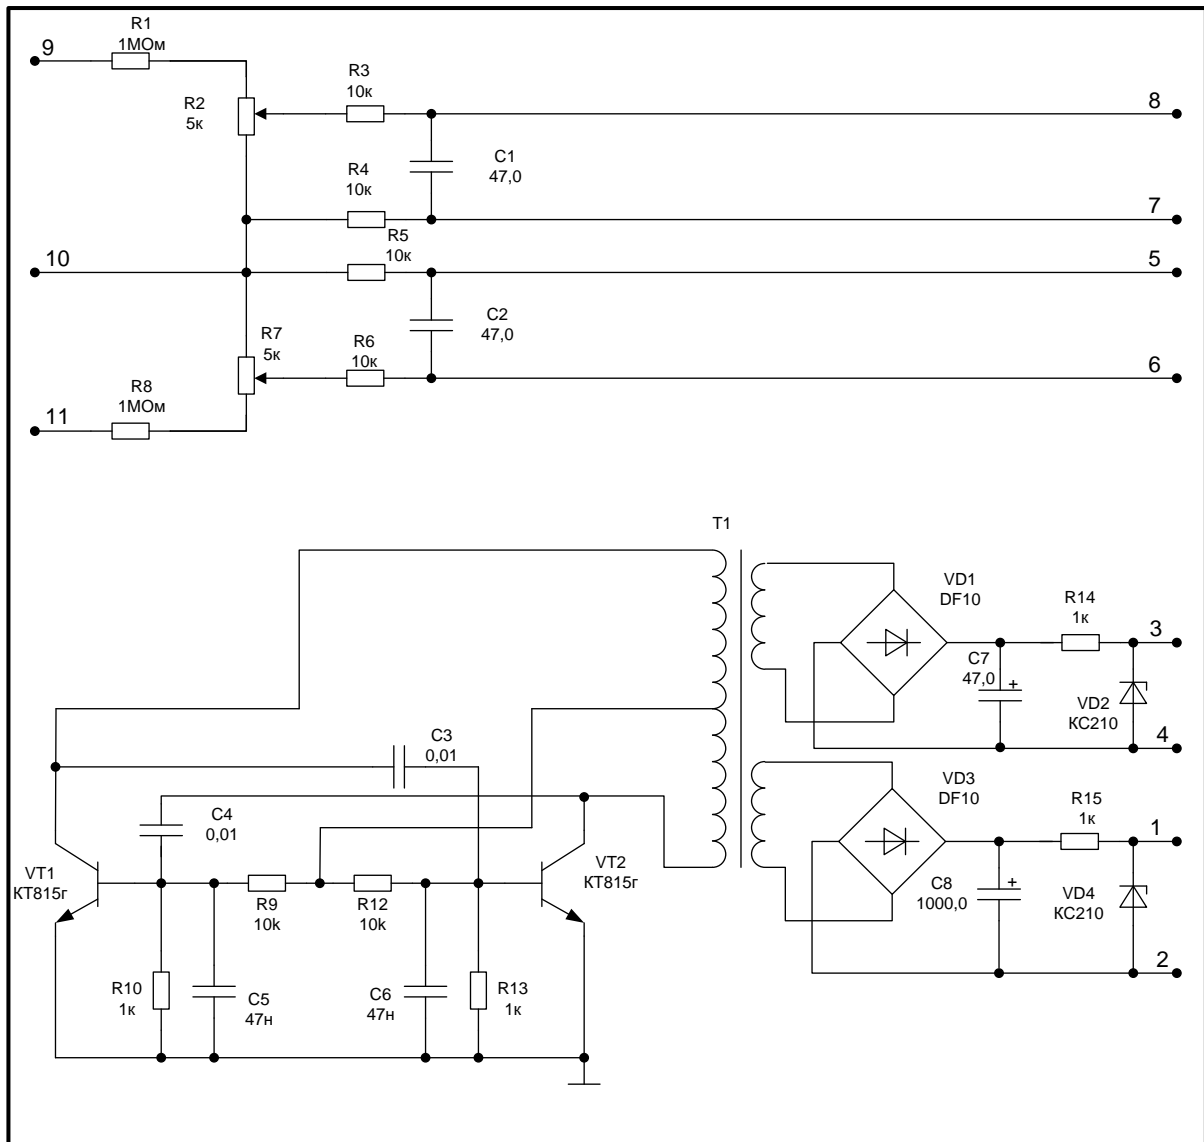 R1
1МОм
9
R3
10к
R2
5к
8
C1
47,0
R4
10к
7
R5
10к
10
5
C2
47,0
R7
5к
R6
10к
6
R8
1МОм
11
T1
VD1
DF10
R14
1к
3
C7
47,0
+
VD2
КС210
4
C3
0,01
C4
0,01
VD3
DF10
R15
1к
1
VT1
КТ815г
VT2
КТ815г
R9
10k
R12
10k
C8
1000,0
+
VD4
КС210
2
R10
1к
C5
47н
C6
47н
R13
1к